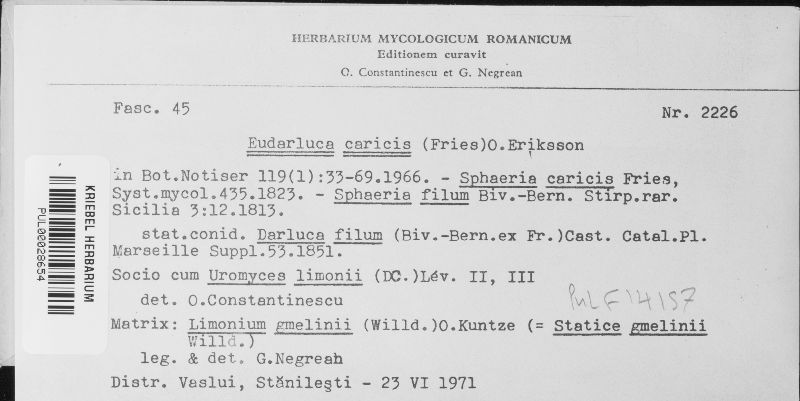 HERBARIUM MYCOLOGICUM ROMANICUM
Editionem curavit
O. Constantinescu et G. Negrean
Fasc. 45 Nr. 2226
Eudarluca caricis (Fries)O.Eriksson
in Bot.Notiser 119(1):33-69.1966. - Sphaeria caricis Fries,
Syst.mycol.435.1823. - Sphaeria filum Biv.-Bern. Stirp.rar.
Sicilia 3:12.1813.
stat.conid. Darluca filum (Biv.-Bern.ex Fr.)Cast. Catal.Pl.
Marseille Suppl.53.1851.
Socio cum Uromyces limonii (DC.)Lév. II, III
det. O.Constantinescu
PUL F14157
Matrix: Limonium gmelinii (Willd.)O.Kuntze (= Statice gmelinii
Willd.)
leg. & det. G.Negrean
Distr. Vaslui, Stănileşti - 23 VI 1971
KRIEBEL HERBARIUM
PUL00028654